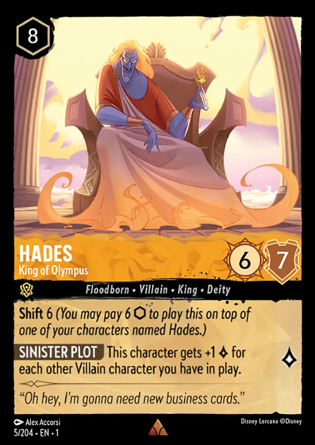 8
HADES
King of Olympus
6 7
Floodborn • Villain • King • Deity
Shift 6 (You may pay 6 ⬡ to play this on top
of one of your characters named Hades.)
SINISTER PLOT This character gets +1 ◊ for
each other Villain character you have in play.
“Oh hey, I’m gonna need new business cards.”
Alex Accorsi
5/204 • EN • 1
Disney Lorcana ©Disney